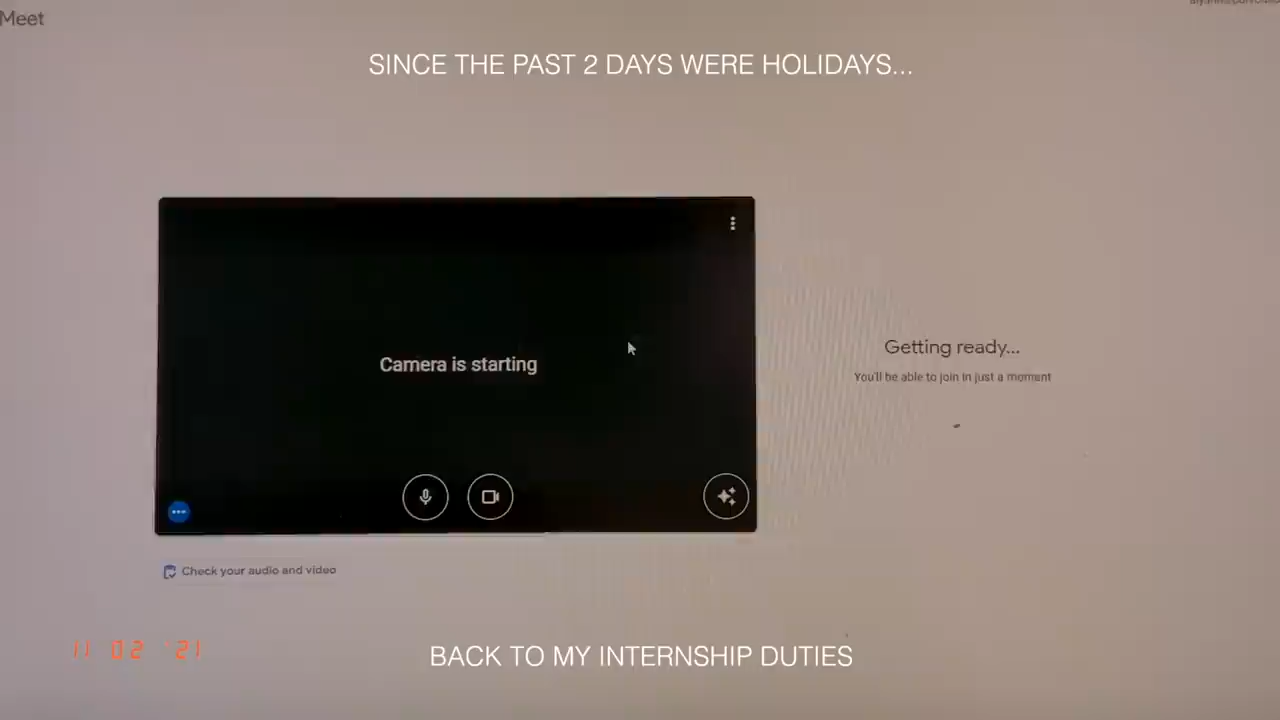 Meet
SINCE THE PAST 2 DAYS WERE HOLIDAYS...
Camera is starting
Getting ready...
You'll be able to join in just a moment
Check your audio and video
11 02 '21
BACK TO MY INTERNSHIP DUTIES